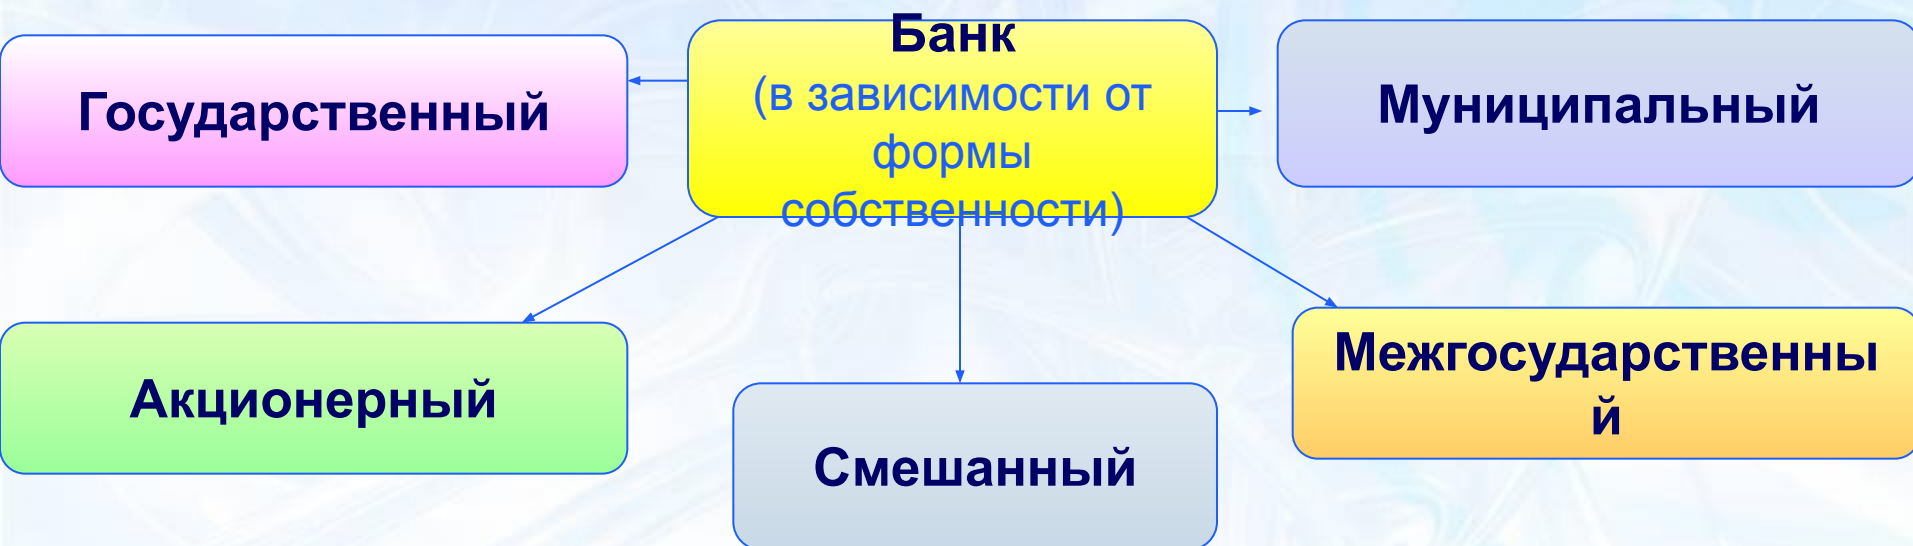 Банк
(в зависимости от
формы
собственности)
Государственный
Муниципальный
Акционерный
Смешанный
Межгосударственны
й